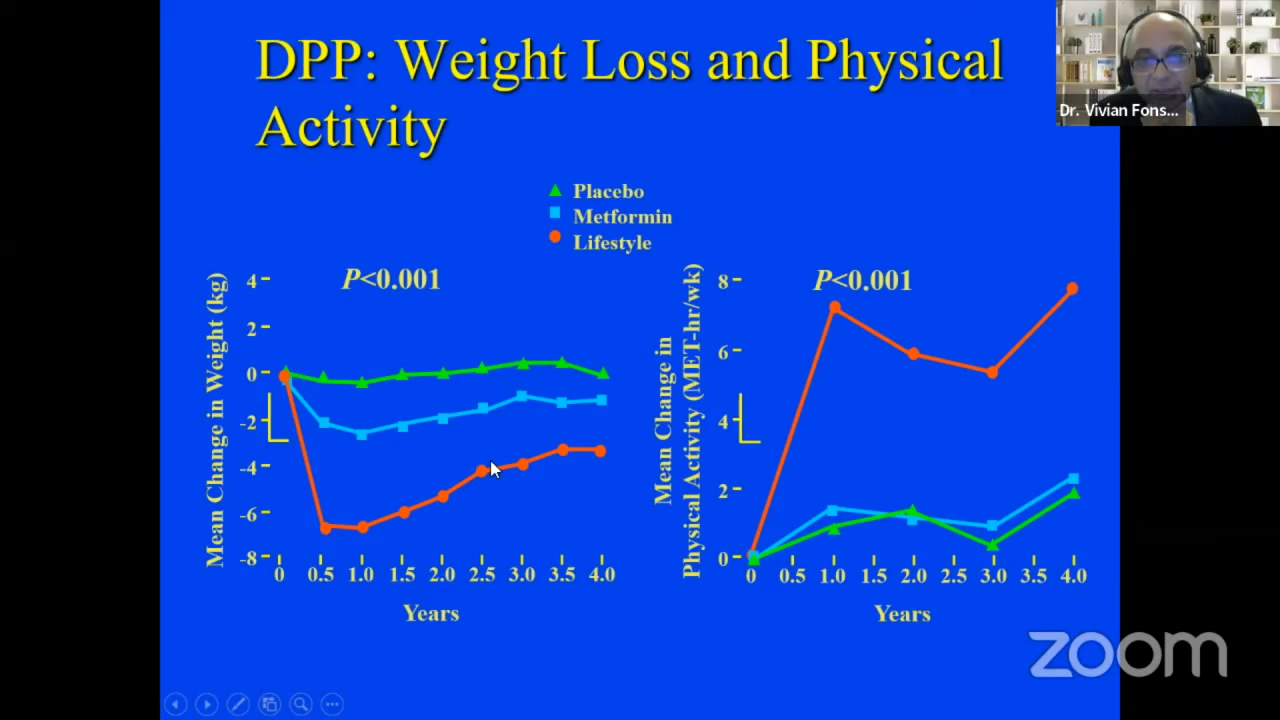 DPP: Weight Loss and Physical
Activity
Dr. Vivian Fons...
Placebo
Metformin
Lifestyle
P<0.001
Mean Change in Weight (kg)
4
2
0
-2
-4
-6
-8
0 0.5 1.0 1.5 2.0 2.5 3.0 3.5 4.0
Years
P<0.001
Mean Change in
Physical Activity (MET-hr/wk)
8
6
4
2
0
0 0.5 1.0 1.5 2.0 2.5 3.0 3.5 4.0
Years
zoom